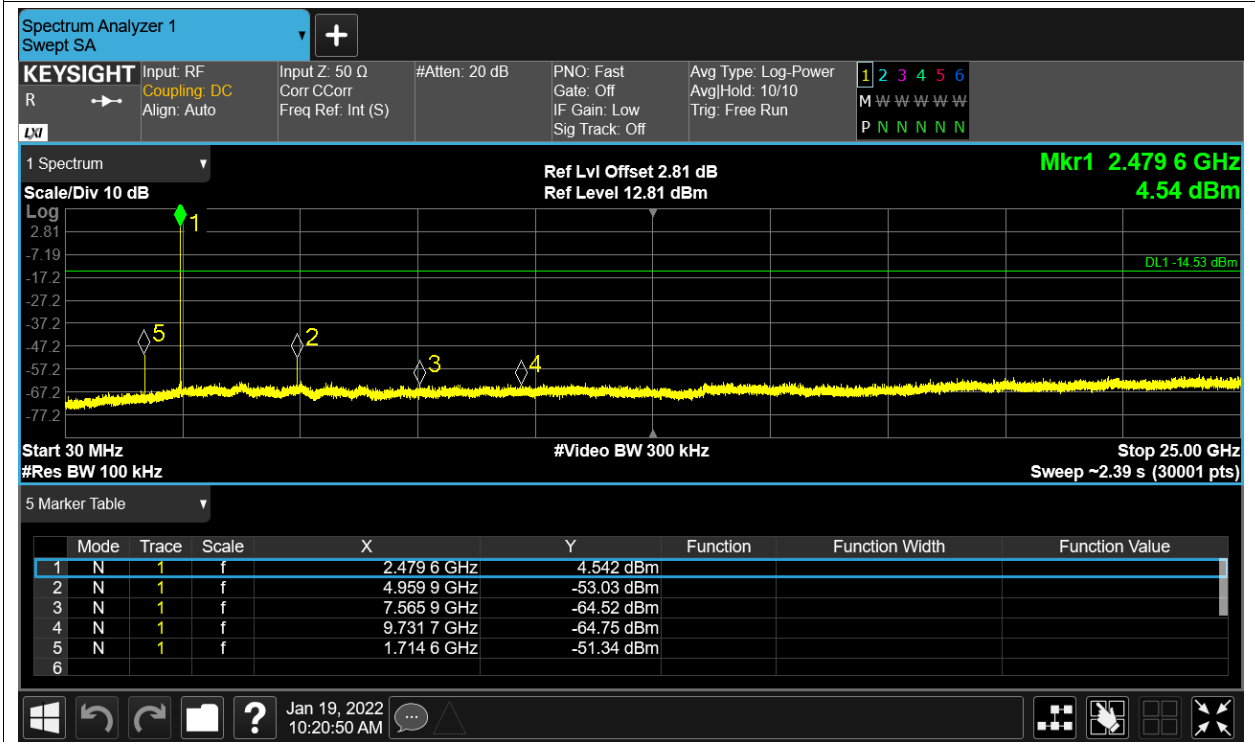 Spectrum Analyzer 1
Swept SA
+
KEYSIGHT Input: RF Input Z: 50 Ω #Atten: 20 dB PNO: Fast Avg Type: Log-Power 1 2 3 4 5 6
R Coupling: DC Corr CCorr Gate: Off Avg|Hold: 10/10 M W W W W W
Align: Auto Freq Ref: Int (S) IF Gain: Low Trig: Free Run
LXI Sig Track: Off P N N N N N
1 Spectrum Ref Lvl Offset 2.81 dB Mkr1 2.479 6 GHz
Scale/Div 10 dB Ref Level 12.81 dBm 4.54 dBm
Log
1
2.81
-7.19
DL1 -14.53 dBm
-17.2
-27.2
-37.2
5 2
-47.2
3 4
-57.2
-67.2
-77.2
Start 30 MHz #Video BW 300 kHz Stop 25.00 GHz
#Res BW 100 kHz Sweep ~2.39 s (30001 pts)
5 Marker Table
Mode Trace Scale X Y Function Function Width Function Value
1 N 1 f 2.479 6 GHz 4.542 dBm
2 N 1 f 4.959 9 GHz -53.03 dBm
3 N 1 f 7.565 9 GHz -64.52 dBm
4 N 1 f 9.731 7 GHz -64.75 dBm
5 N 1 f 1.714 6 GHz -51.34 dBm
6
? Jan 19, 2022
10:20:50 AM